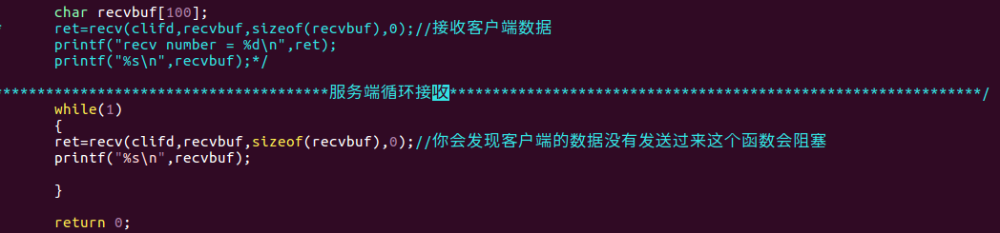 char recvbuf[100];
ret=recv(clifd,recvbuf,sizeof(recvbuf),0);//接收客户端数据
printf("recv number = %d\n",ret);
printf("%s\n",recvbuf);*/
***************************************服务端循环接收**************************************************************/
while(1)
{
ret=recv(clifd,recvbuf,sizeof(recvbuf),0);//你会发现客户端的数据没有发送过来这个函数会阻塞
printf("%s\n",recvbuf);
}
return 0;